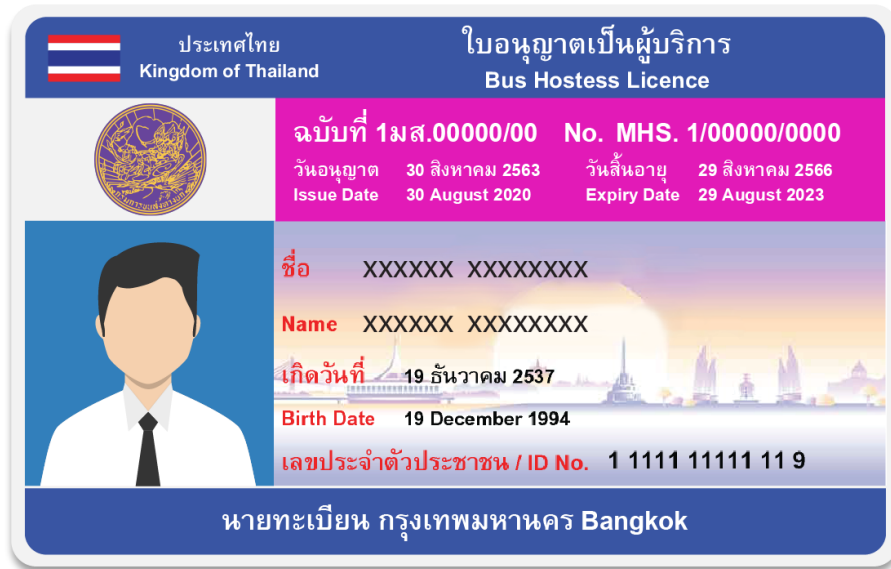 ประเทศไทย
Kingdom of Thailand
ใบอนุญาตเป็นผู้บริการ
Bus Hostess Licence
ฉบับที่ 1มส.00000/00 No. MHS. 1/00000/0000
วันอนุญาต 30 สิงหาคม 2563 วันสิ้นอายุ 29 สิงหาคม 2566
Issue Date 30 August 2020 Expiry Date 29 August 2023
ชื่อ XXXXXX XXXXXXXX
Name XXXXXX XXXXXXXX
เกิดวันที่ 19 ธันวาคม 2537
Birth Date 19 December 1994
เลขประจำตัวประชาชน / ID No. 1 1111 11111 11 9
นายทะเบียน กรุงเทพมหานคร Bangkok